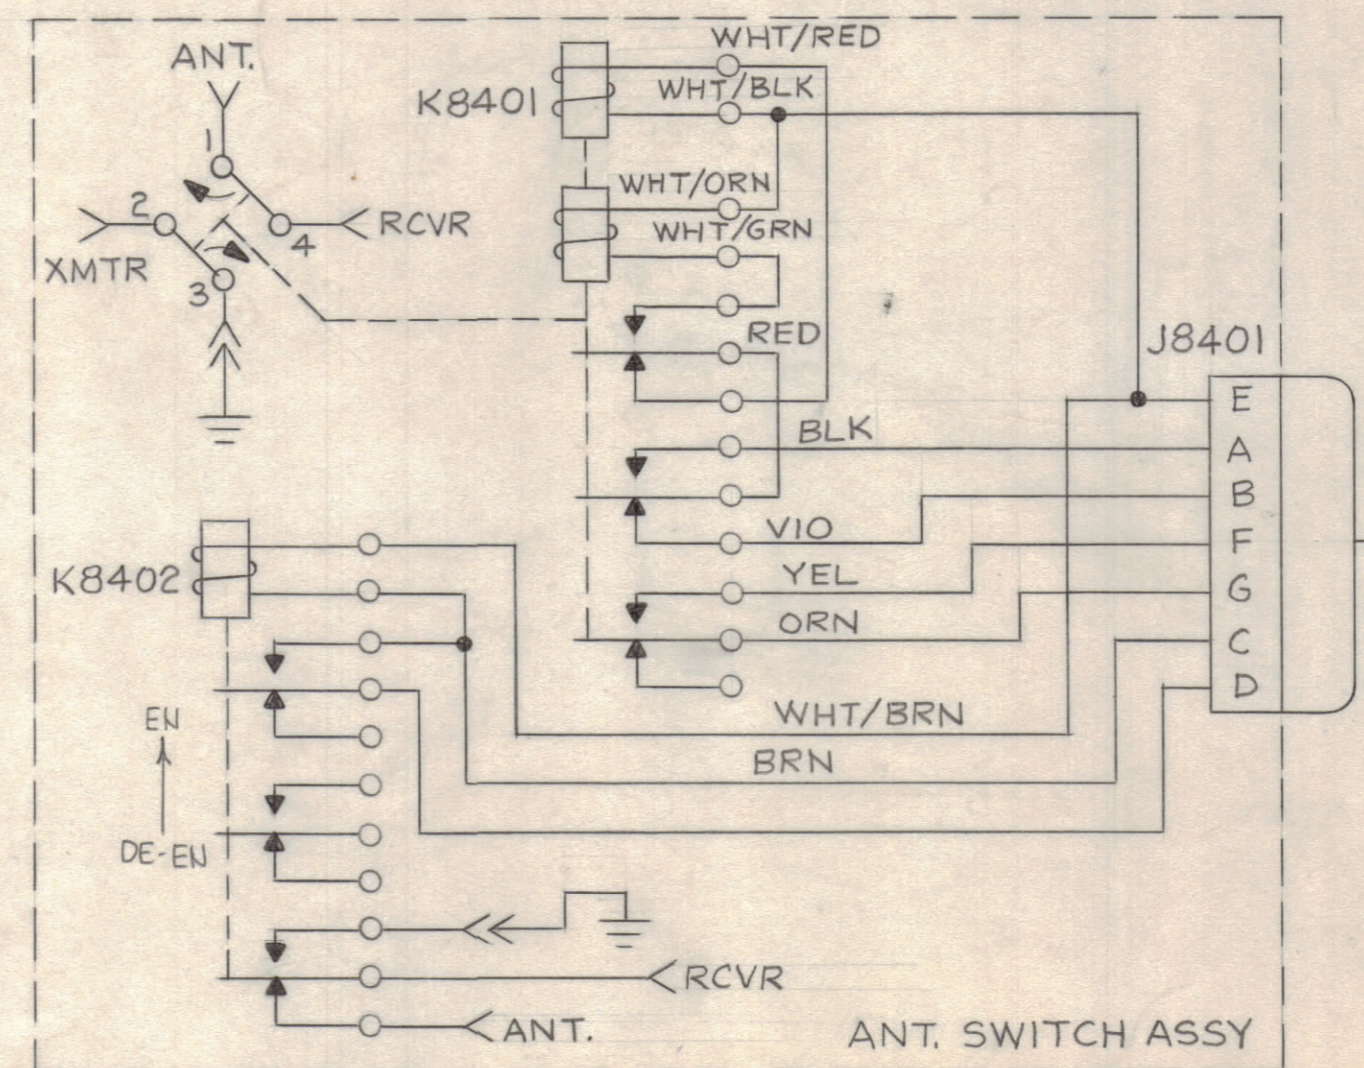 ANT.
1
2
XMTR
3
4
RCVR
K8401
WHT/RED
WHT/BLK
WHT/ORN
WHT/GRN
RED
BLK
VIO
YEL
ORN
WHT/BRN
BRN
J8401
E
A
B
F
G
C
D
K8402
EN
DE-EN
RCVR
ANT.
ANT. SWITCH ASSY